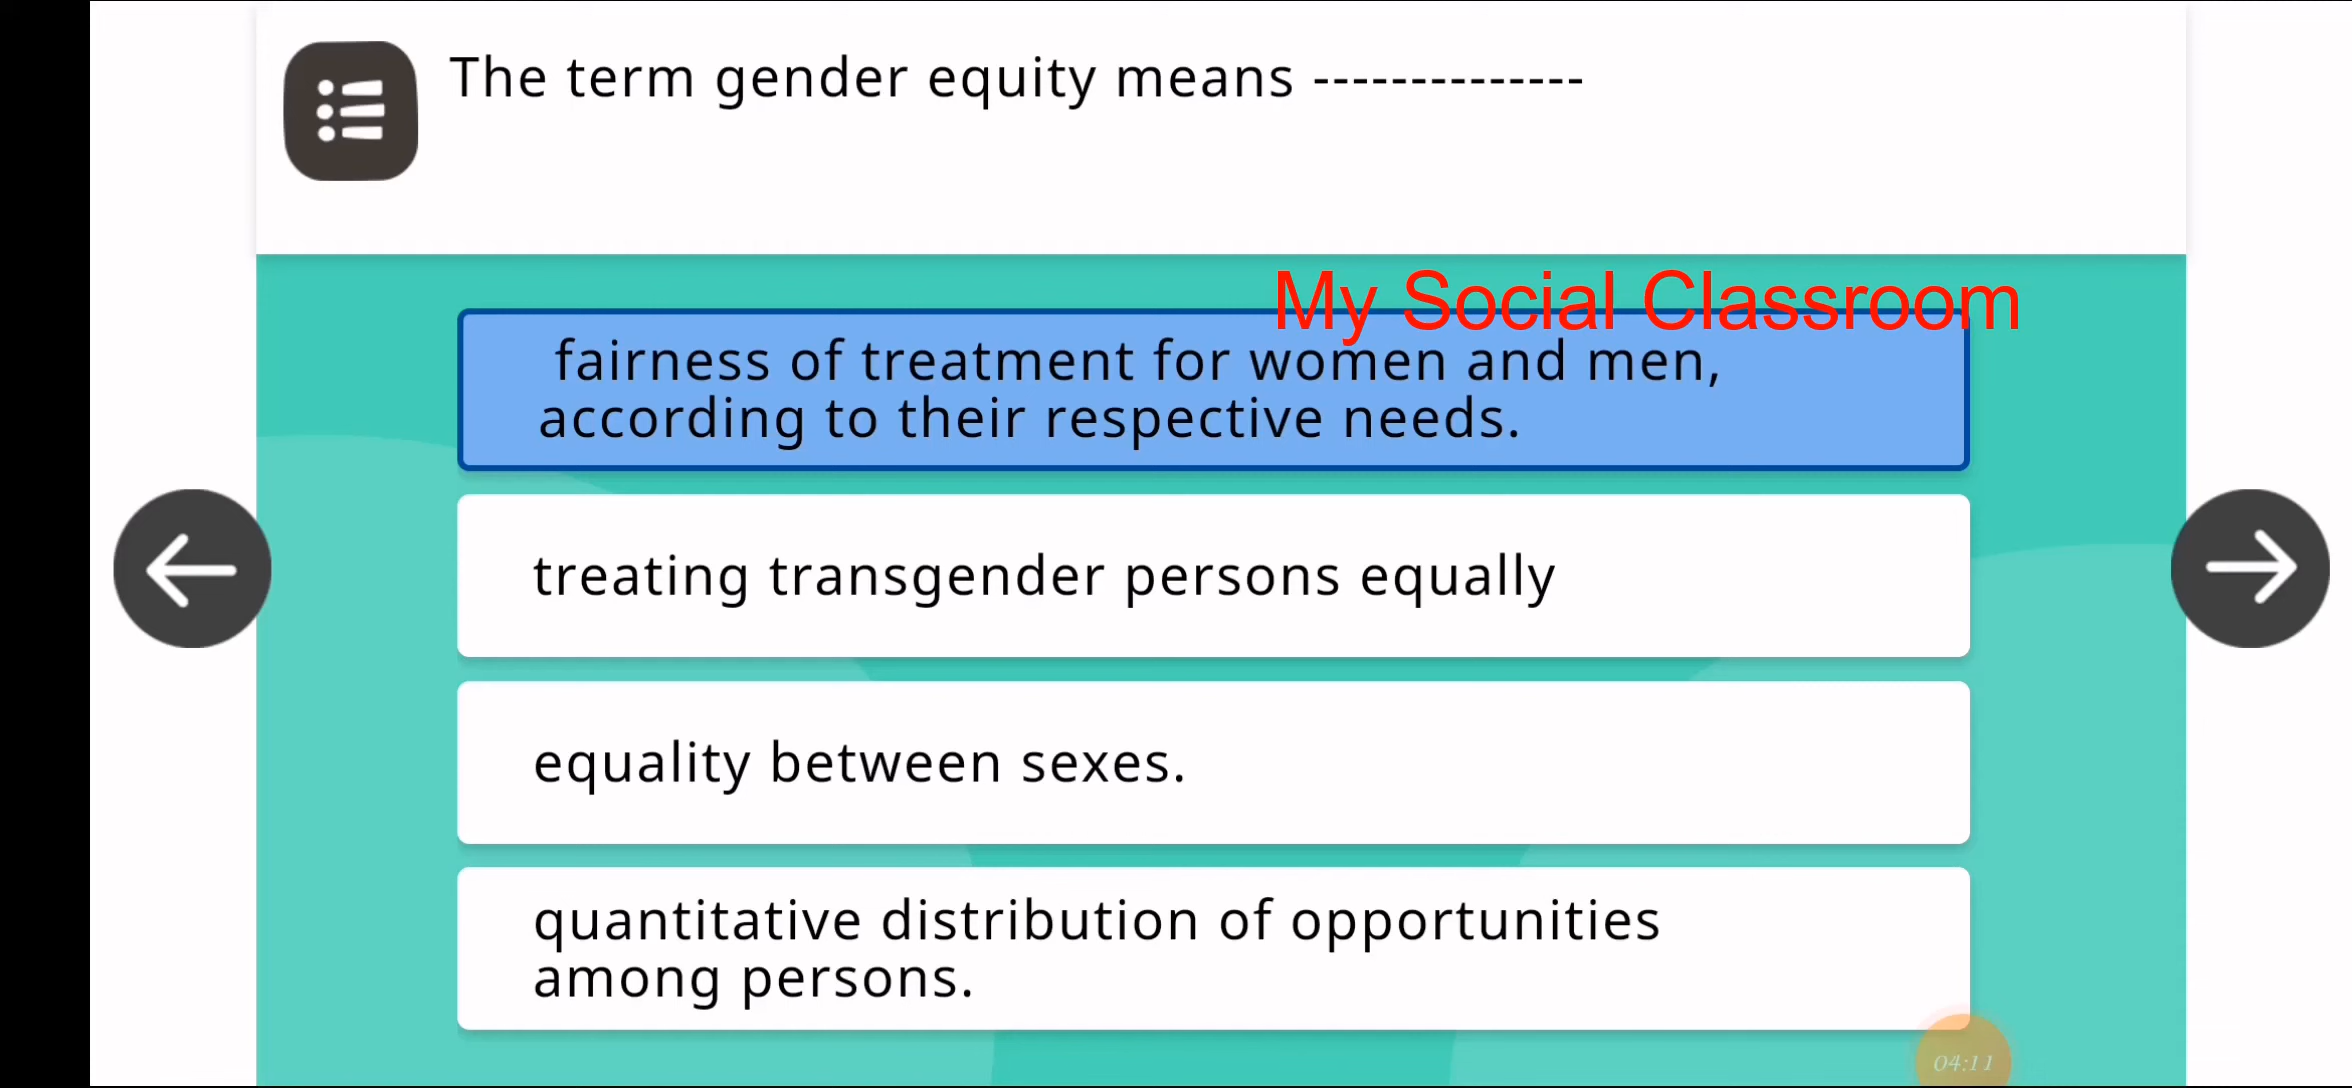 The term gender equity means --------------
My Social Classroom
fairness of treatment for women and men,
according to their respective needs.
treating transgender persons equally
equality between sexes.
quantitative distribution of opportunities
among persons.
04:11